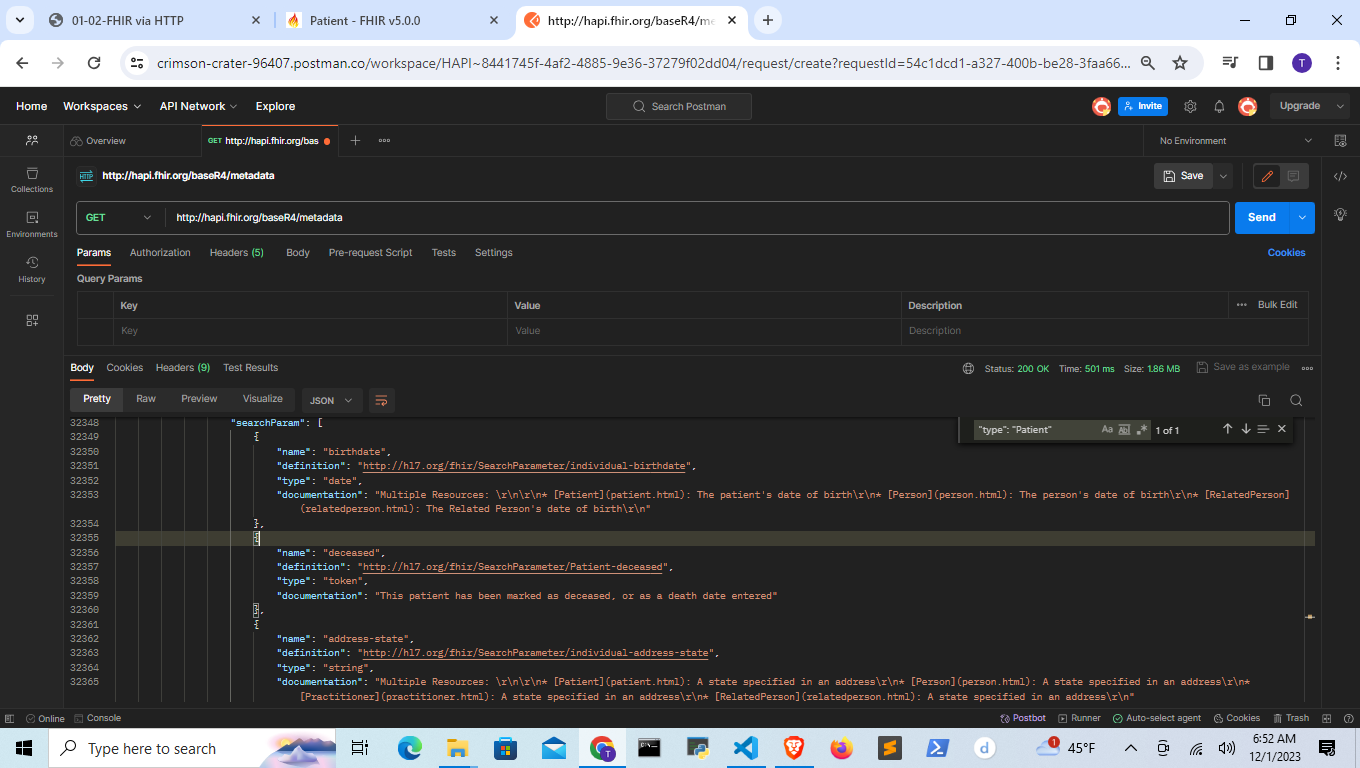 01-02-FHIR via HTTP
Patient - FHIR v5.0.0
http://hapi.fhir.org/baseR4/me
crimson-crater-96407.postman.co/workspace/HAPI~8441745f-4af2-4885-9e36-37279f02dd04/request/create?requestId=54c1dcd1-a327-400b-be28-3faa66...
T
Home Workspaces API Network Explore
Search Postman
Invite
Upgrade
Overview
GET http://hapi.fhir.org/bas
No Environment
HTTP http://hapi.fhir.org/baseR4/metadata
Save
Collections
Environments
History
GET http://hapi.fhir.org/baseR4/metadata
Send
Params Authorization Headers (5) Body Pre-request Script Tests Settings
Cookies
Query Params
Key Value Description
Bulk Edit
Key Value Description
Body Cookies Headers (9) Test Results
Status: 200 OK Time: 501 ms Size: 1.86 MB
Save as example
Pretty Raw Preview Visualize JSON
"type": "Patient" Aa ab .* 1 of 1
32348 "searchParam": [
32349 {
32350 "name": "birthdate",
32351 "definition": "http://hl7.org/fhir/SearchParameter/individual-birthdate",
32352 "type": "date",
32353 "documentation": "Multiple Resources: \r\n\r\n* [Patient](patient.html): The patient's date of birth\r\n* [Person](person.html): The person's date of birth\r\n* [RelatedPerson]
(relatedperson.html): The Related Person's date of birth\r\n"
32354 },
32355 {
32356 "name": "deceased",
32357 "definition": "http://hl7.org/fhir/SearchParameter/Patient-deceased",
32358 "type": "token",
32359 "documentation": "This patient has been marked as deceased, or as a death date entered"
32360 },
32361 {
32362 "name": "address-state",
32363 "definition": "http://hl7.org/fhir/SearchParameter/individual-address-state",
32364 "type": "string",
32365 "documentation": "Multiple Resources: \r\n\r\n* [Patient](patient.html): A state specified in an address\r\n* [Person](person.html): A state specified in an address\r\n*
[Practitioner](practitioner.html): A state specified in an address\r\n* [RelatedPerson](relatedperson.html): A state specified in an address\r\n"
Online Console
Postbot Runner Auto-select agent Cookies Trash
Type here to search
T
d
1
45°F
6:52 AM
12/1/2023